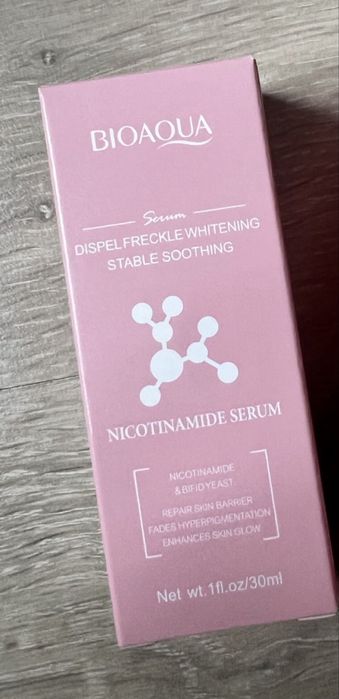 BIOAQUA
Serum
DISPEL FRECKLE WHITENING
STABLE SOOTHING
NICOTINAMIDE SERUM
NICOTINAMIDE
& BIFID YEAST.
REPAIR SKIN BARRIER
FADES HYPERPIGMENTATION
ENHANCES SKIN GLOW
Net wt.1fl.oz/30ml